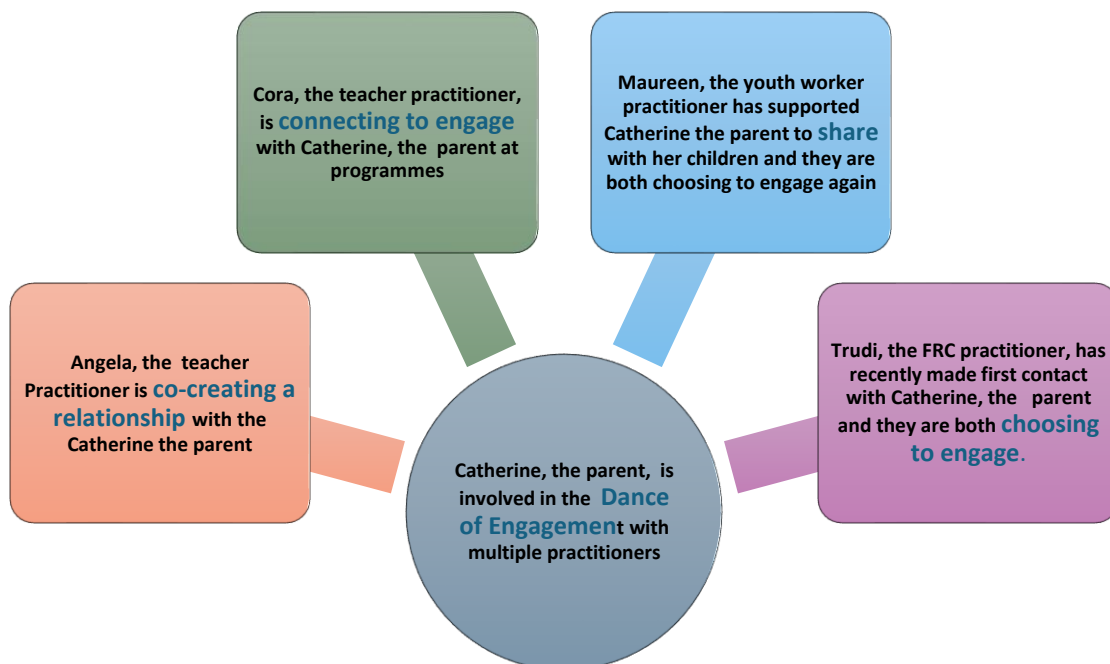 Cora, the teacher practitioner,
is connecting to engage
with Catherine, the parent at
programmes
Maureen, the youth worker
practitioner has supported
Catherine the parent to share
with her children and they are
both choosing to engage again
Angela, the teacher
Practitioner is co-creating a
relationship with the
Catherine the parent
Trudi, the FRC practitioner, has
recently made first contact
with Catherine, the parent
and they are both choosing
to engage.
Catherine, the parent, is
involved in the Dance
of Engagement with
multiple practitioners